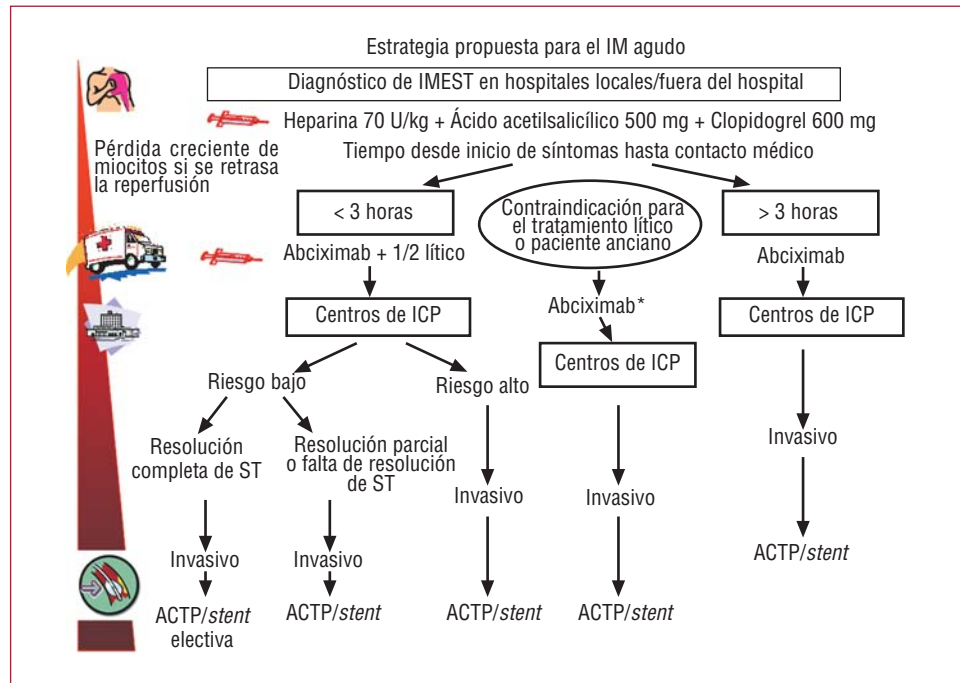 Estrategia propuesta para el IM agudo
Diagnóstico de IMEST en hospitales locales/fuera del hospital
Heparina 70 U/kg + Ácido acetilsalicílico 500 mg + Clopidogrel 600 mg
Pérdida creciente de
miocitos si se retrasa
la reperfusión
Tiempo desde inicio de síntomas hasta contacto médico
< 3 horas
Contraindicación para
el tratamiento lítico
o paciente anciano
> 3 horas
Abciximab + 1/2 lítico
Abciximab
Abciximab*
Centros de ICP
Centros de ICP
Centros de ICP
Riesgo bajo
Riesgo alto
Resolución
completa de ST
Resolución parcial
o falta de resolución
de ST
Invasivo
Invasivo
Invasivo
Invasivo
Invasivo
ACTP/stent
ACTP/stent
electiva
ACTP/stent
ACTP/stent
ACTP/stent